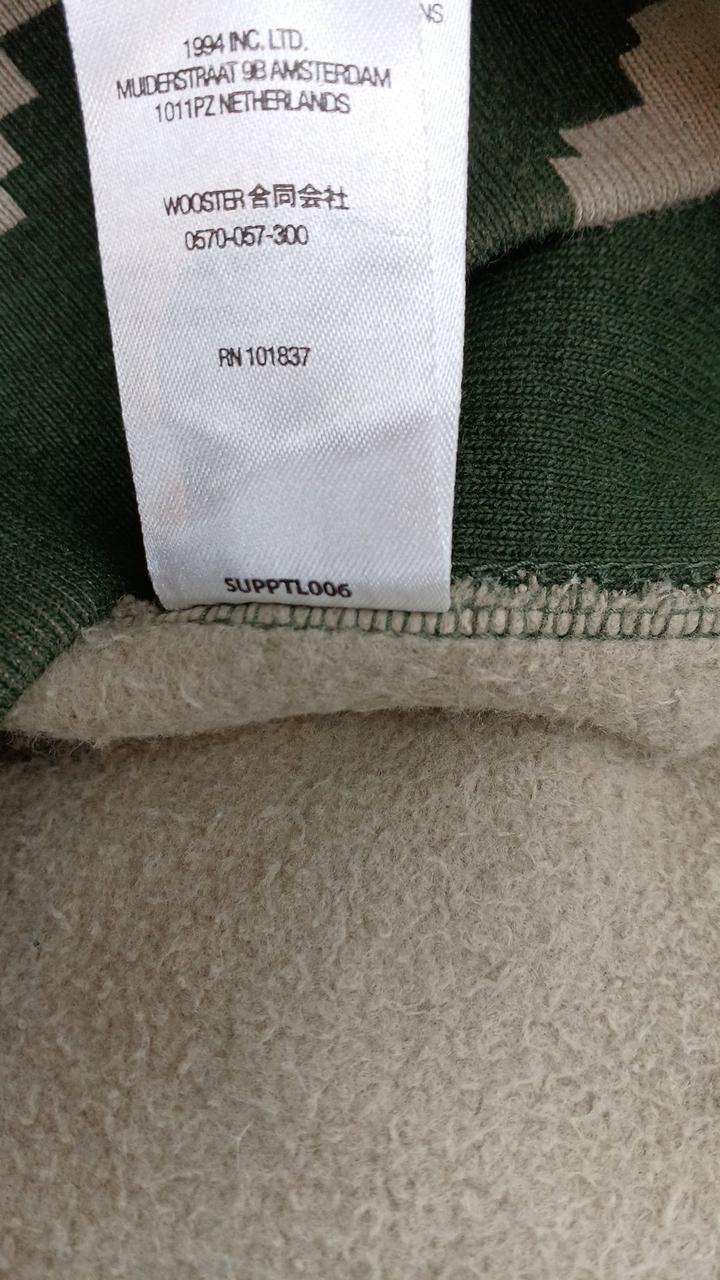 VS
1994 INC. LTD.
MUIDERSTRAAT 9B AMSTERDAM
1011PZ NETHERLANDS
WOOSTER 合同会社
0570-057-300
RN 101837
SUPPTL006